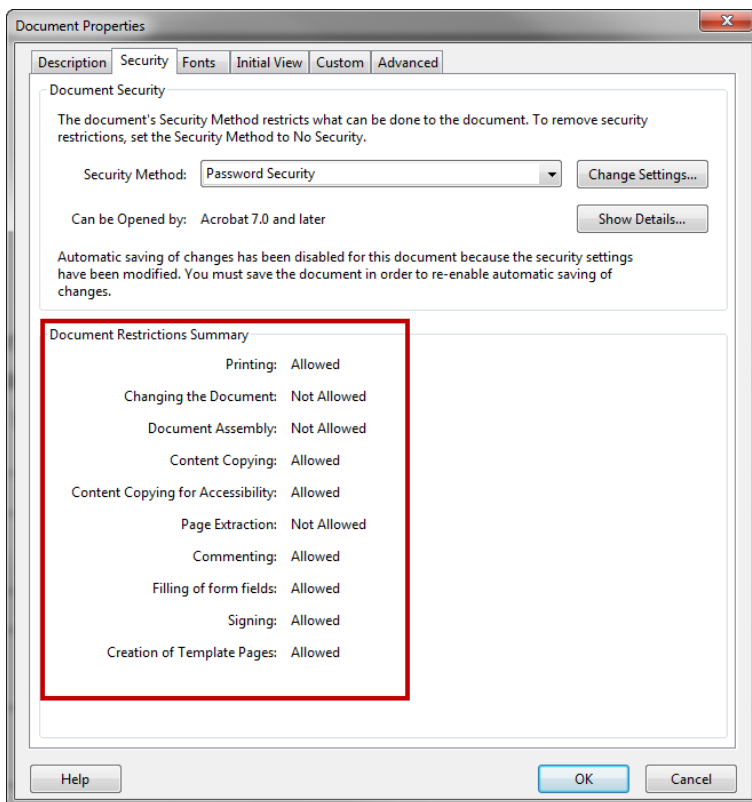 Document Properties
Description Security Fonts Initial View Custom Advanced
Document Security
The document's Security Method restricts what can be done to the document. To remove security
restrictions, set the Security Method to No Security.
Security Method: Password Security Change Settings...
Can be Opened by: Acrobat 7.0 and later Show Details...
Automatic saving of changes has been disabled for this document because the security settings
have been modified. You must save the document in order to re-enable automatic saving of
changes.
Document Restrictions Summary
Printing: Allowed
Changing the Document: Not Allowed
Document Assembly: Not Allowed
Content Copying: Allowed
Content Copying for Accessibility: Allowed
Page Extraction: Not Allowed
Commenting: Allowed
Filling of form fields: Allowed
Signing: Allowed
Creation of Template Pages: Allowed
Help OK Cancel